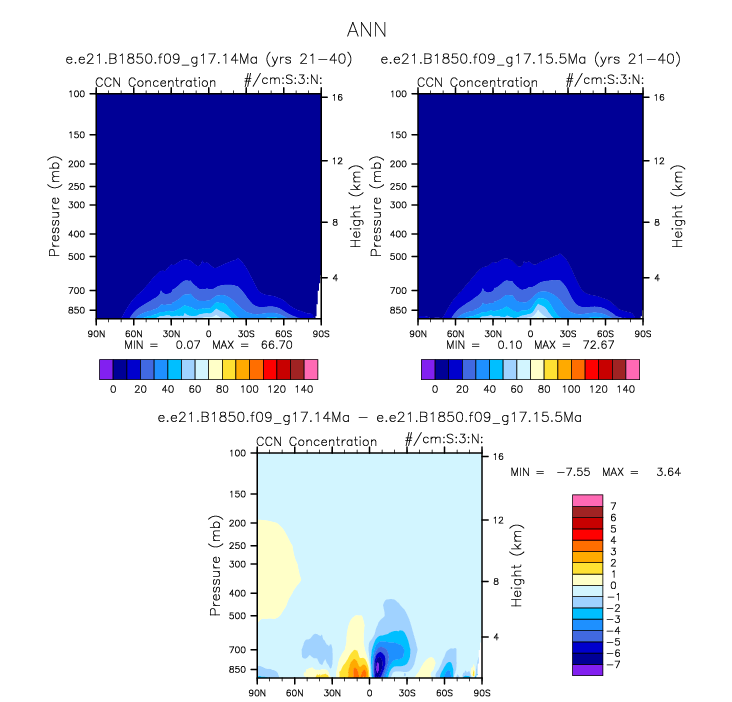 ANN
e.e21.B1850.f09_g17.14Ma (yrs 21-40)
e.e21.B1850.f09_g17.15.5Ma (yrs 21-40)
CCN Concentration #/cm:S:3:N:
CCN Concentration #/cm:S:3:N:
Pressure (mb)
100
150
200
250
300
400
500
700
850
16
12
8
4
Height (km)
90N 60N 30N 0 30S 60S 90S
MIN = 0.07 MAX = 66.70
0 20 40 60 80 100 120 140
Pressure (mb)
100
150
200
250
300
400
500
700
850
16
12
8
4
Height (km)
90N 60N 30N 0 30S 60S 90S
MIN = 0.10 MAX = 72.67
0 20 40 60 80 100 120 140
e.e21.B1850.f09_g17.14Ma - e.e21.B1850.f09_g17.15.5Ma
CCN Concentration #/cm:S:3:N:
Pressure (mb)
100
150
200
250
300
400
500
700
850
16
12
8
4
Height (km)
90N 60N 30N 0 30S 60S 90S
MIN = -7.55 MAX = 3.64
7
6
5
4
3
2
1
0
-1
-2
-3
-4
-5
-6
-7